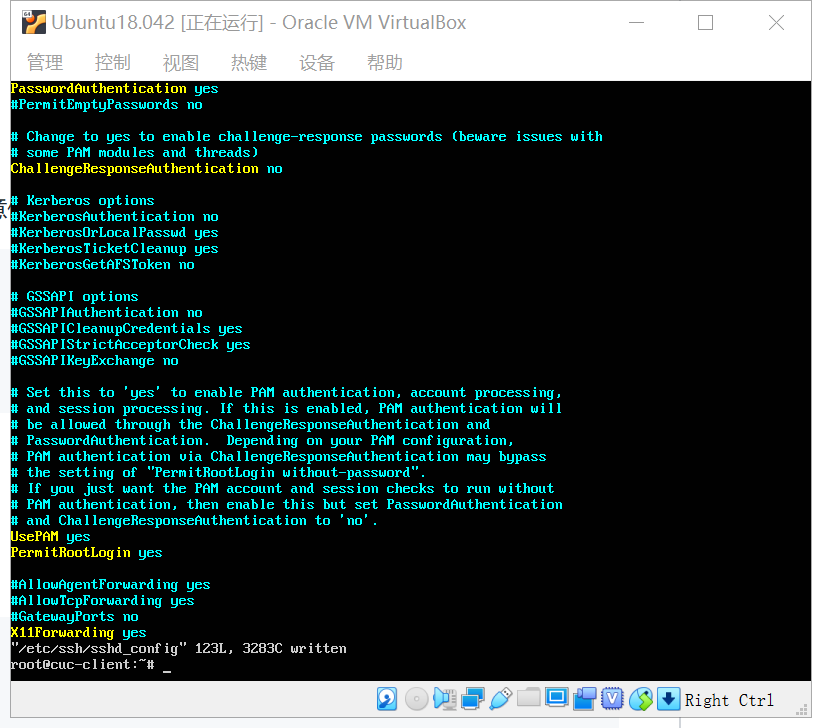 Ubuntu18.042 [正在运行] - Oracle VM VirtualBox
管理 控制 视图 热键 设备 帮助
PasswordAuthentication yes
#PermitEmptyPasswords no
# Change to yes to enable challenge-response passwords (beware issues with
# some PAM modules and threads)
ChallengeResponseAuthentication no
# Kerberos options
#KerberosAuthentication no
#KerberosOrLocalPasswd yes
#KerberosTicketCleanup yes
#KerberosGetAFSToken no
# GSSAPI options
#GSSAPIAuthentication no
#GSSAPICleanupCredentials yes
#GSSAPIStrictAcceptorCheck yes
#GSSAPIKeyExchange no
# Set this to 'yes' to enable PAM authentication, account processing,
# and session processing. If this is enabled, PAM authentication will
# be allowed through the ChallengeResponseAuthentication and
# PasswordAuthentication.  Depending on your PAM configuration,
# PAM authentication via ChallengeResponseAuthentication may bypass
# the setting of "PermitRootLogin without-password".
# If you just want the PAM account and session checks to run without
# PAM authentication, then enable this but set PasswordAuthentication
# and ChallengeResponseAuthentication to 'no'.
UsePAM yes
PermitRootLogin yes
#AllowAgentForwarding yes
#AllowTcpForwarding yes
#GatewayPorts no
X11Forwarding yes
"/etc/ssh/sshd_config" 123L, 3283C written
root@cuc-client:~# _
Right Ctrl